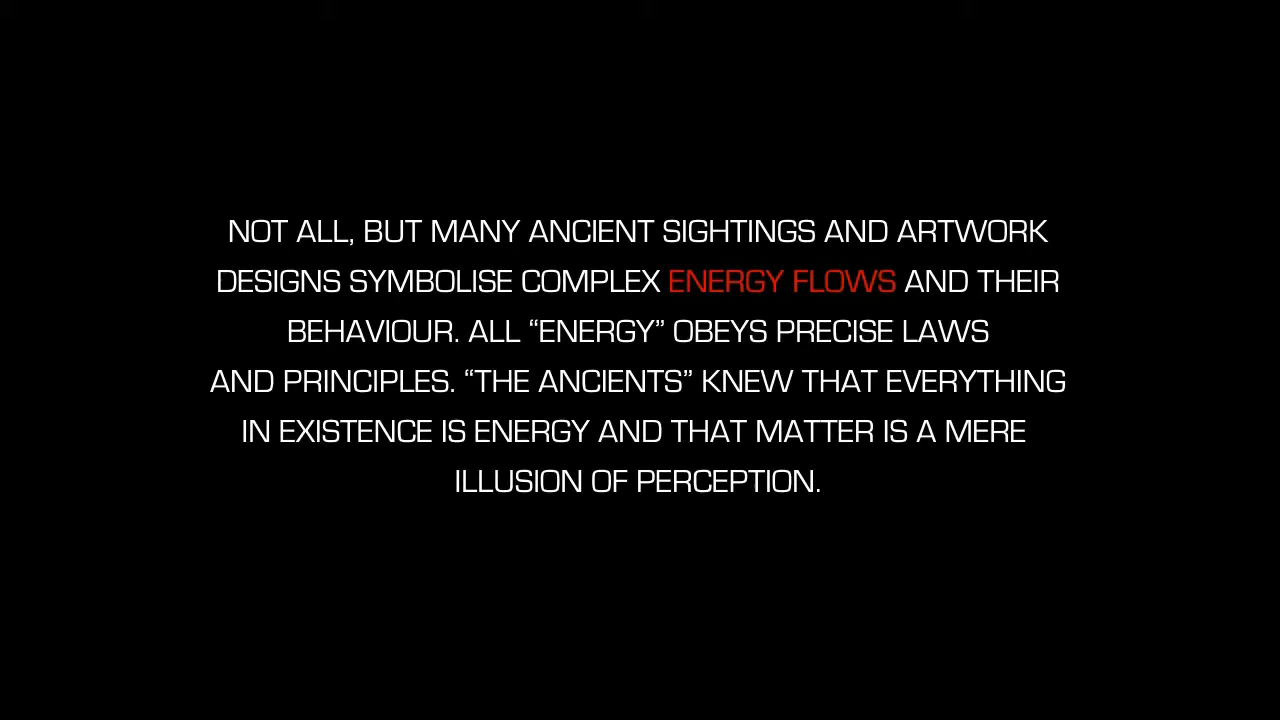 NOT ALL, BUT MANY ANCIENT SIGHTINGS AND ARTWORK
DESIGNS SYMBOLISE COMPLEX ENERGY FLOWS AND THEIR
BEHAVIOUR. ALL “ENERGY” OBEYS PRECISE LAWS
AND PRINCIPLES. “THE ANCIENTS” KNEW THAT EVERYTHING
IN EXISTENCE IS ENERGY AND THAT MATTER IS A MERE
ILLUSION OF PERCEPTION.